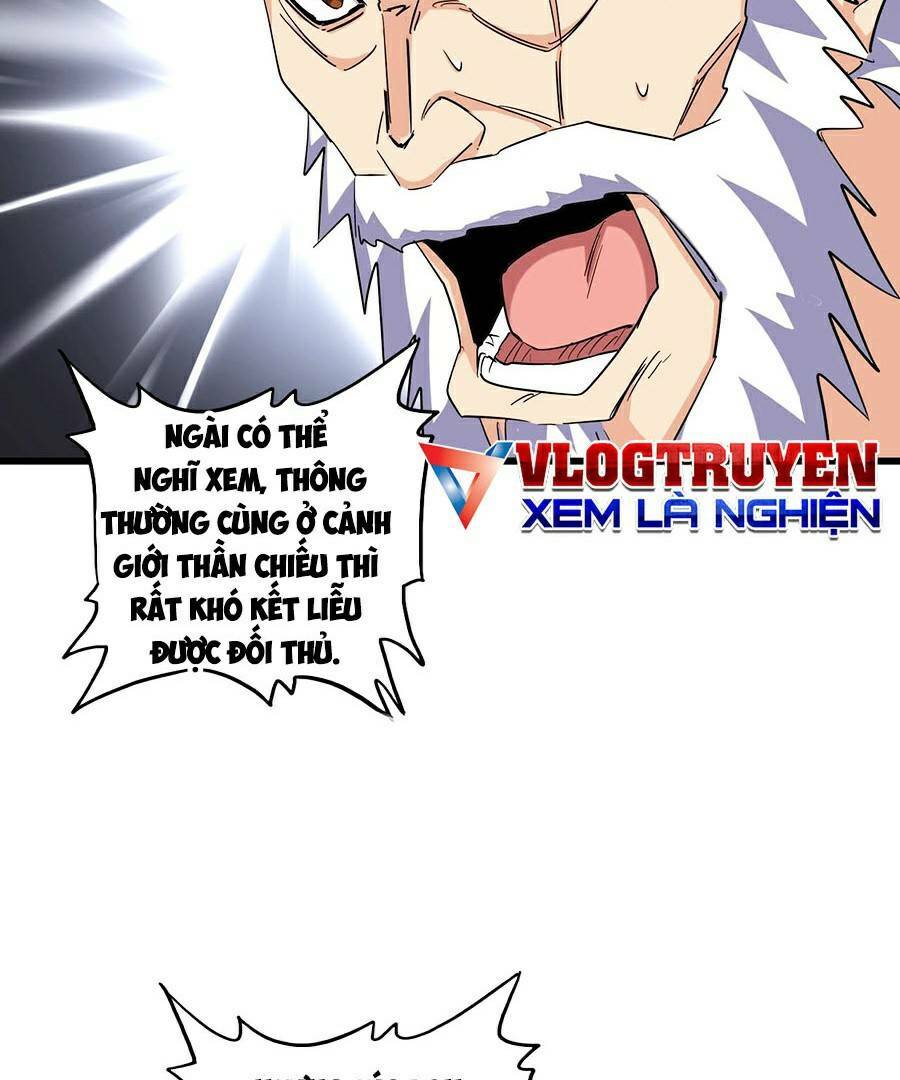 NGÀI CÓ THỂ
NGHĨ XEM, THÔNG
THƯỜNG CÙNG Ở CẢNH
GIỚI THẦN CHIẾU THÌ
RẤT KHÓ KẾT LIỄU
ĐƯỢC ĐỐI THỦ.
VLOGTRUYEN
XEM LÀ NGHIỆN